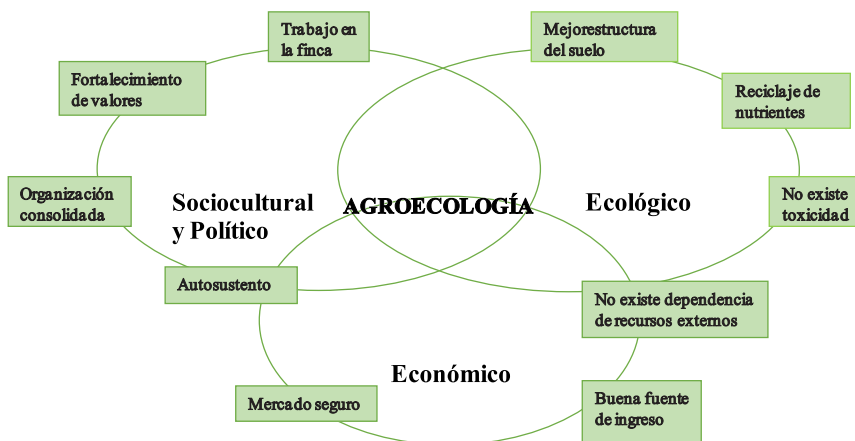 Trabajo en
la finca
Mejorestructura
del suelo
Fortalecimiento
de valores
Reciclaje de
nutrientes
Organización
consolidada
Sociocultural
y Político
AGROECOLOGÍA
Ecológico
No existe
toxicidad
Autosustento
No existe dependencia
de recursos externos
Económico
Mercado seguro
Buena fuente
de ingreso